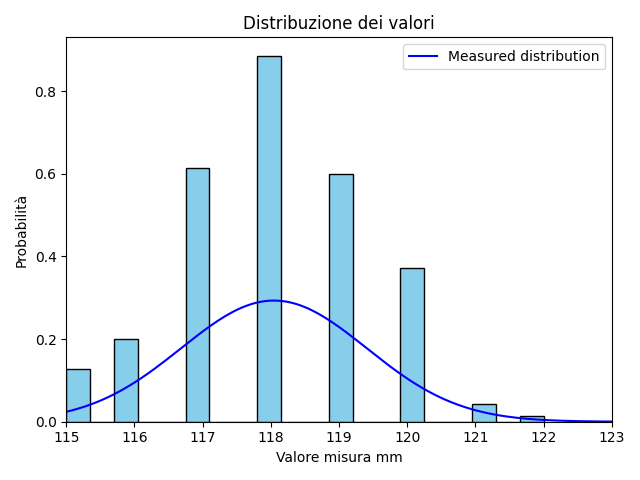 Distribuzione dei valori
Measured distribution
Probabilità
0.8
0.6
0.4
0.2
0.0
115 116 117 118 119 120 121 122 123
Valore misura mm